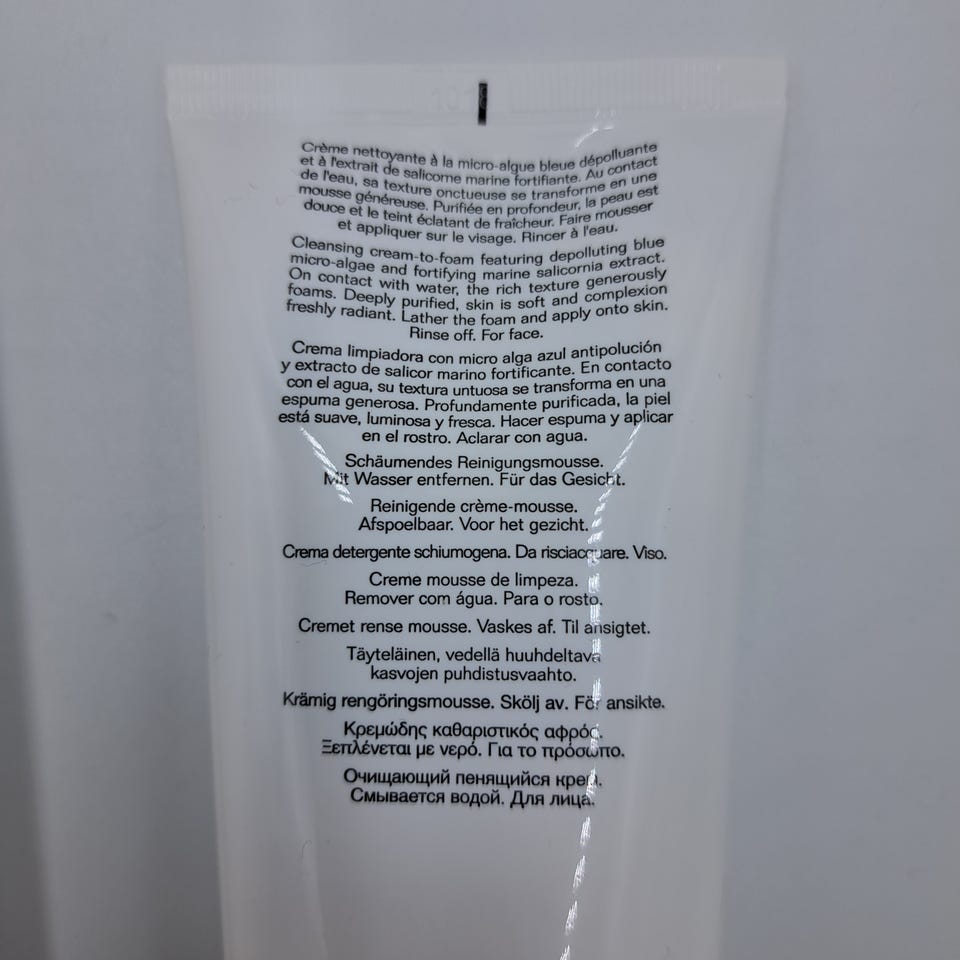 Crème nettoyante à la micro-algue bleue dépolluante
et à l'extrait de salicorne marine fortifiante. Au contact
de l'eau, sa texture onctueuse se transforme en une
mousse généreuse. Purifiée en profondeur, la peau est
douce et le teint éclatant de fraîcheur. Faire mousser
et appliquer sur le visage. Rincer à l'eau.
Cleansing cream-to-foam featuring depolluting blue
micro-algae and fortifying marine salicornia extract.
On contact with water, the rich texture generously
foams. Deeply purified, skin is soft and complexion
freshly radiant. Lather the foam and apply onto skin.
Rinse off. For face.
Crema limpiadora con micro alga azul antipolución
y extracto de salicor marino fortificante. En contacto
con el agua, su textura untuosa se transforma en una
espuma generosa. Profundamente purificada, la piel
está suave, luminosa y fresca. Hacer espuma y aplicar
en el rostro. Aclarar con agua.
Schäumendes Reinigungsmousse.
Mit Wasser entfernen. Für das Gesicht.
Reinigende crème-mousse.
Afspoelbaar. Voor het gezicht.
Crema detergente schiumogena. Da risciacquare. Viso.
Creme mousse de limpeza.
Remover com água. Para o rosto.
Cremet rense mousse. Vaskes af. Til ansigtet.
Täyteläinen, vedellä huuhdeltava
kasvojen puhdistusvaahto.
Krämig rengöringsmousse. Skölj av. För ansikte.
Κρεμώδης καθαριστικός αφρός.
Ξεπλένεται με νερό. Για το πρόσωπο.
Очищающий пенящийся крем.
Смывается водой. Для лица.